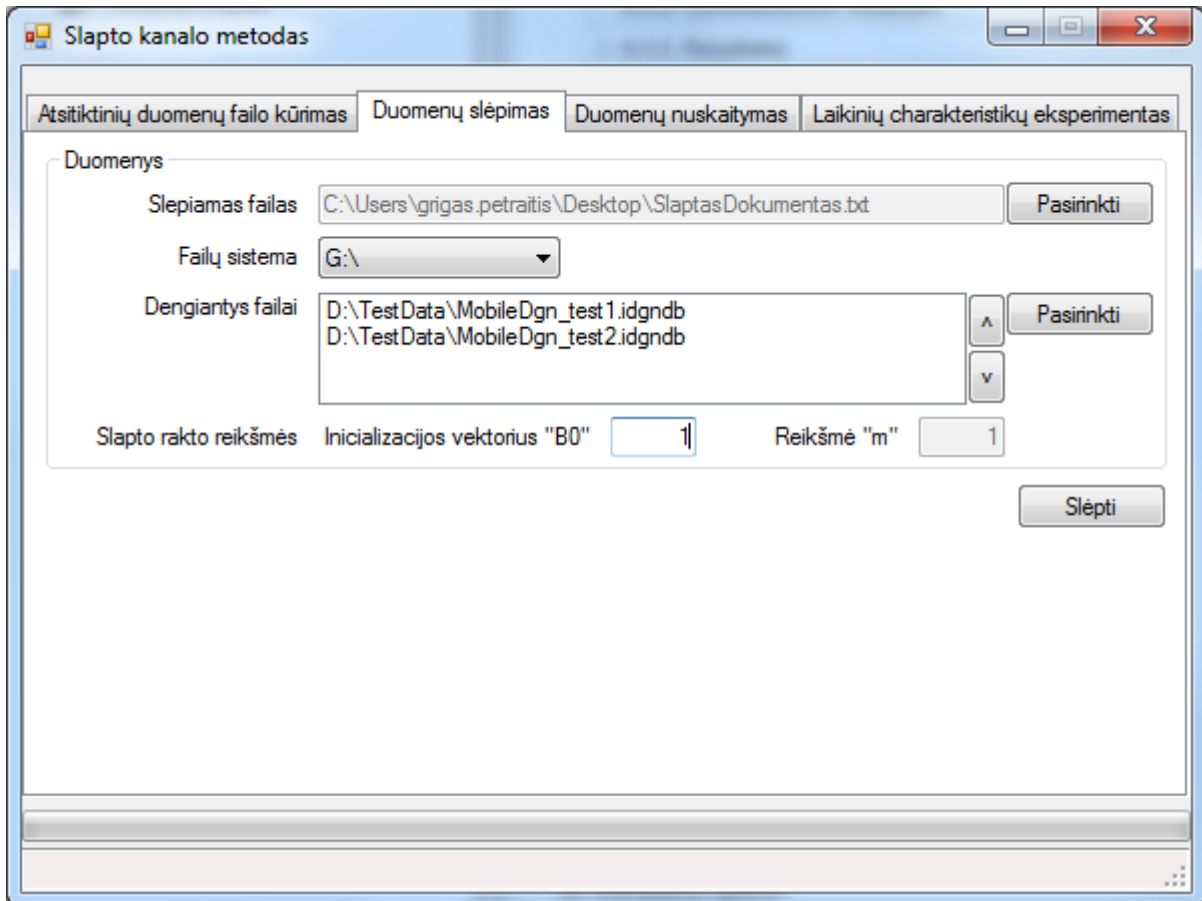 Slapto kanalo metodas
Atsitiktinių duomenų failo kūrimas Duomenų slėpimas Duomenų nuskaitymas Laikinių charakteristikų eksperimentas
Duomenys
Slepiamas failas C:\Users\grigas.petraitis\Desktop\SlaptasDokumentas.txt Pasirinkti
Failų sistema G:\
Dengiantys failai D:\TestData\MobileDgn_test1.idgndb Pasirinkti
D:\TestData\MobileDgn_test2.idgndb
Slapto rakto reikšmės Inicializacijos vektorius "B0" 1 Reikšmė "m" 1
Slėpti